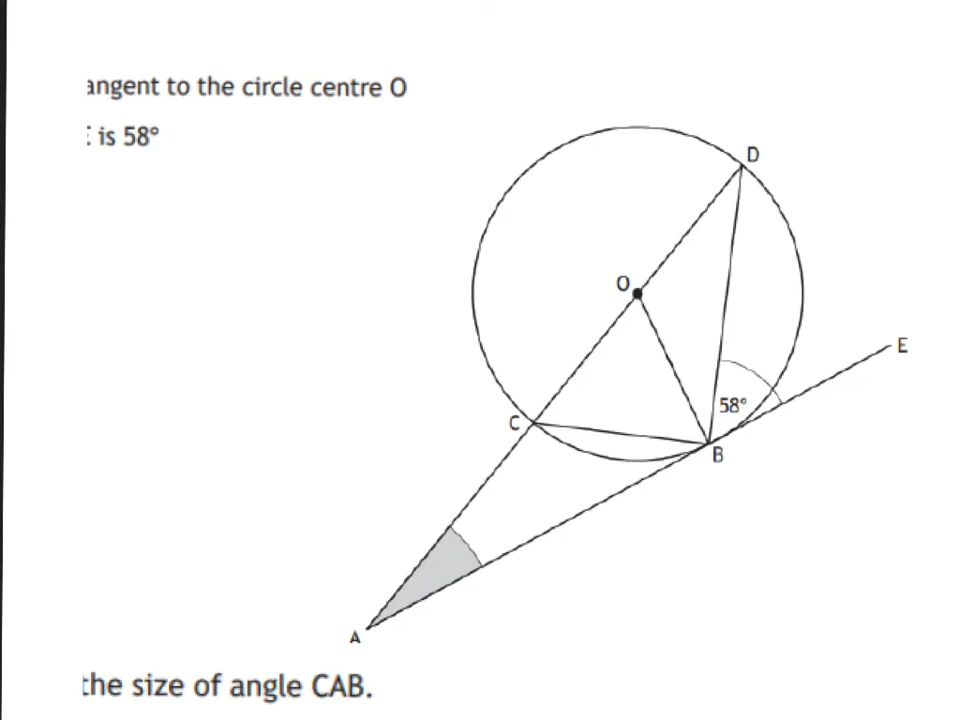 angent to the circle centre O
is 58°
D
O
E
58°
C
B
A
the size of angle CAB.